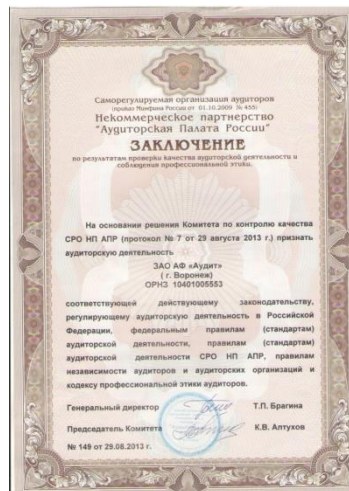 Саморегулируемая организация аудиторов
(приказ Минфина России от 01.10.2009 № 455)
Некоммерческое партнерство
"Аудиторская Палата России"
ЗАКЛЮЧЕНИЕ
по результатам проверки качества аудиторской деятельности и
соблюдения профессиональной этики.
На основании решения Комитета по контролю качества
СРО НП АПР (протокол № 7 от 29 августа 2013 г.) признать
аудиторскую деятельность
ЗАО АФ «Аудит»
( г. Воронеж)
ОРНЗ 10401005553
соответствующей действующему законодательству,
регулирующему аудиторскую деятельность в Российской
Федерации, федеральным правилам (стандартам)
аудиторской деятельности, правилам (стандартам)
аудиторской деятельности СРО НП АПР, правилам
независимости аудиторов и аудиторских организаций и
кодексу профессиональной этики аудиторов.
Генеральный директор Т.П. Брагина
Председатель Комитета К.В. Алтухов
№ 149 от 29.08.2013 г.